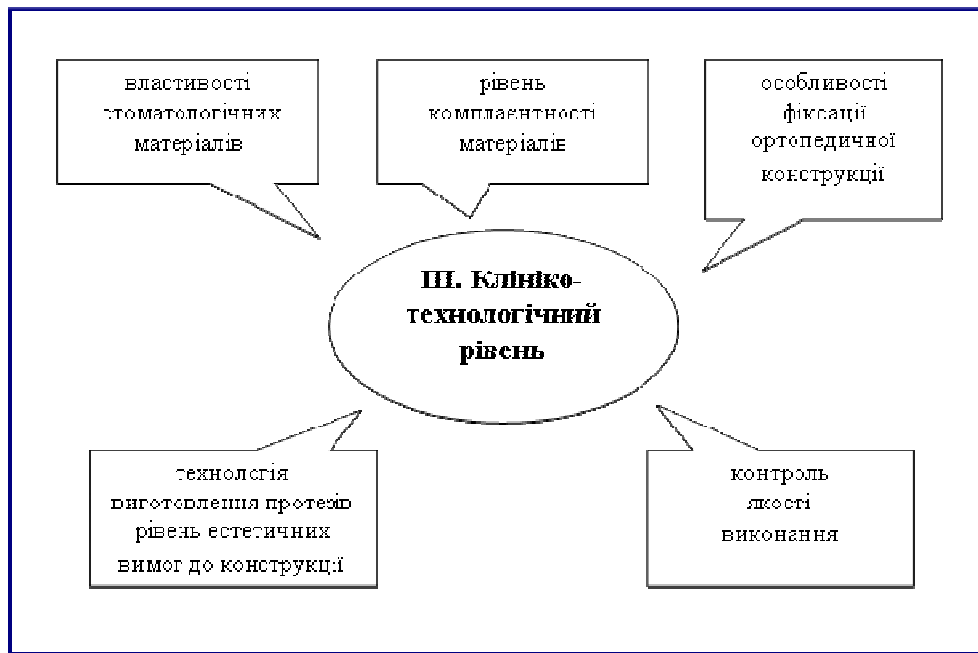 властивості
стоматологічних
матеріалів
рівень
комплаєнтності
матеріалів
особливості
фіксації
ортопедичної
конструкції
ІІІ. Клініко-
технологічний
рівень
технологія
виготовлення протезів
рівень естетичних
вимог до конструкції
контроль
якості
виконання